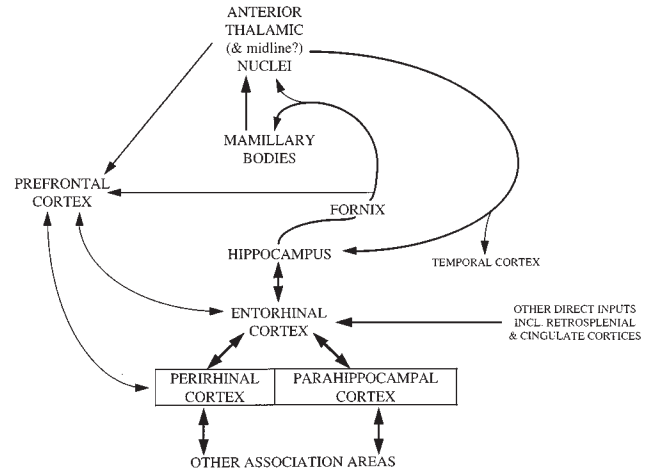 ANTERIOR
THALAMIC
(& midline?)
NUCLEI
MAMILLARY
BODIES
PREFRONTAL
CORTEX
FORNIX
HIPPOCAMPUS
TEMPORAL CORTEX
ENTORHINAL
CORTEX
OTHER DIRECT INPUTS
INCL. RETROSPLENIAL
& CINGULATE CORTICES
PERIRHINAL
CORTEX
PARAHIPPOCAMPAL
CORTEX
OTHER ASSOCIATION AREAS